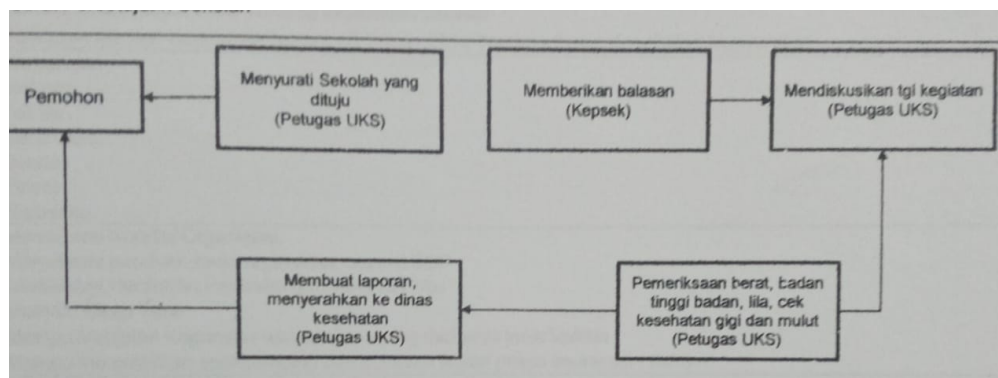 Pemohon
Menyurati Sekolah yang
dituju
(Petugas UKS)
Memberikan balasan
(Kepsek)
Mendiskusikan tgl kegiatan
(Petugas UKS)
Membuat laporan,
menyerahkan ke dinas
kesehatan
(Petugas UKS)
Pemeriksaan berat, badan
tinggi badan, lila, cek
kesehatan gigi dan mulut
(Petugas UKS)